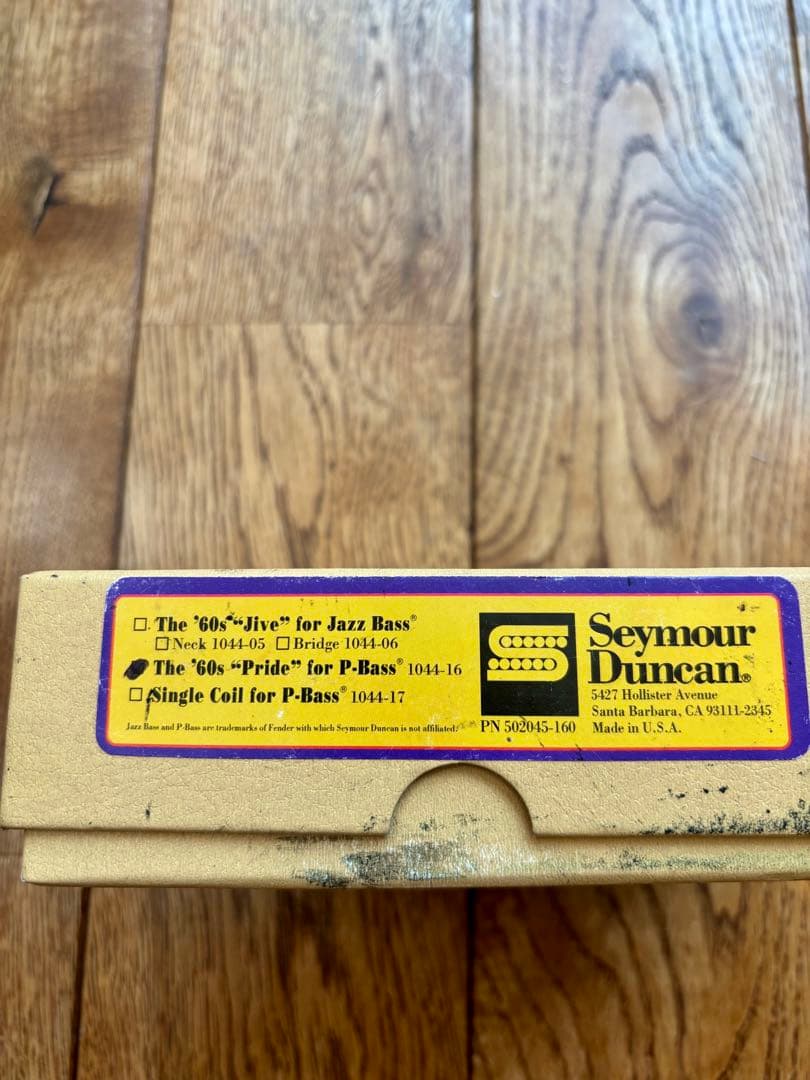 ☐ The ’60s “Jive” for Jazz Bass®
☐ Neck 1044-05 ☐ Bridge 1044-06
The ’60s “Pride” for P-Bass® 1044-16
☐ Single Coil for P-Bass® 1044-17
Jazz Bass and P-Bass are trademarks of Fender with which Seymour Duncan is not affiliated.
PN 502045-160
Seymour
Duncan®
5427 Hollister Avenue
Santa Barbara, CA 93111-2345
Made in U.S.A.